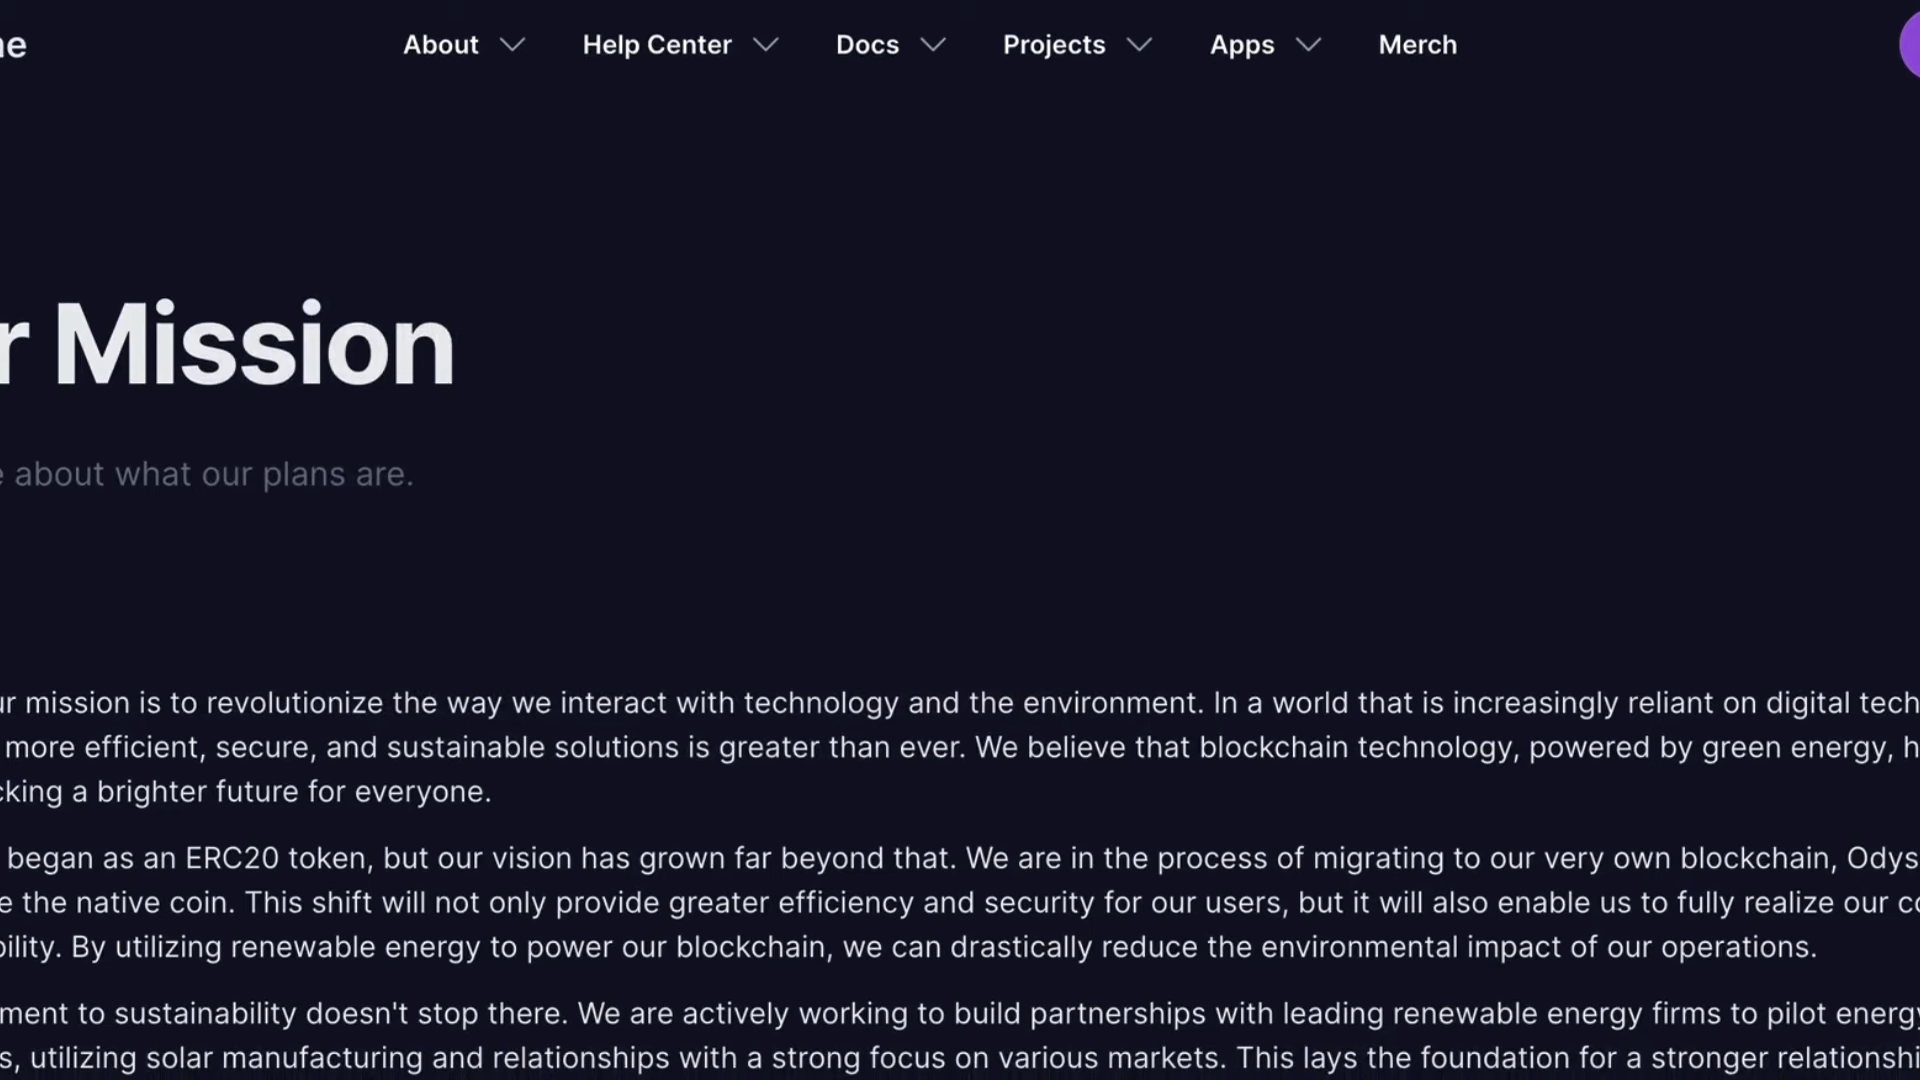 About Help Center Docs Projects Apps Merch
Mission
about what our plans are.
mission is to revolutionize the way we interact with technology and the environment. In a world that is increasingly reliant on digital tech
more efficient, secure, and sustainable solutions is greater than ever. We believe that blockchain technology, powered by green energy, h
cking a brighter future for everyone.
began as an ERC20 token, but our vision has grown far beyond that. We are in the process of migrating to our very own blockchain, Odys
e the native coin. This shift will not only provide greater efficiency and security for our users, but it will also enable us to fully realize our co
bility. By utilizing renewable energy to power our blockchain, we can drastically reduce the environmental impact of our operations.
ment to sustainability doesn't stop there. We are actively working to build partnerships with leading renewable energy firms to pilot energy
s, utilizing solar manufacturing and relationships with a strong focus on various markets. This lays the foundation for a stronger relationshi